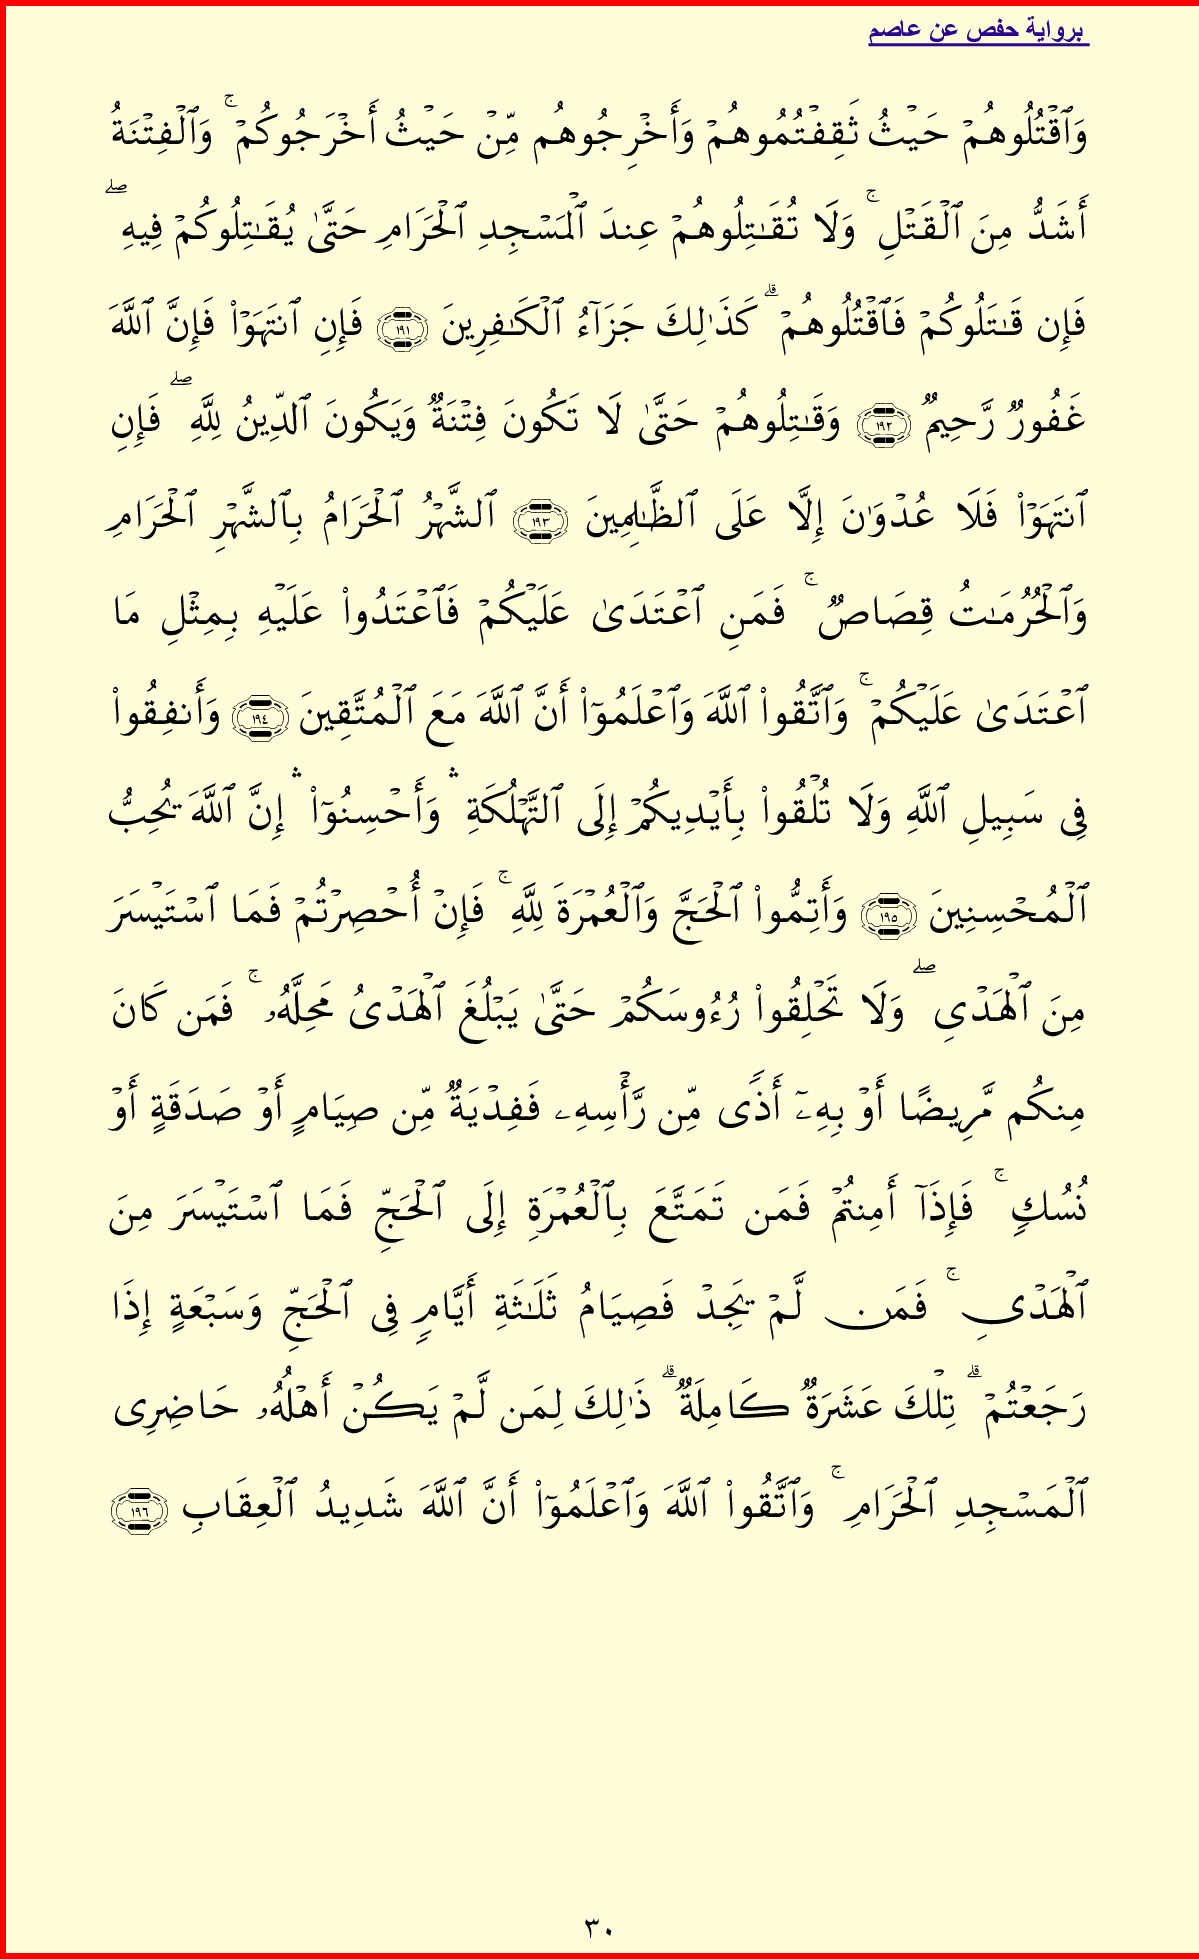 برواية حفص عن عاصم
وَٱقۡتُلُوهُمۡ حَيۡثُ ثَقِفۡتُمُوهُمۡ وَأَخۡرِجُوهُم مِّنۡ حَيۡثُ أَخۡرَجُوكُمۡۚ وَٱلۡفِتۡنَةُ
أَشَدُّ مِنَ ٱلۡقَتۡلِۚ وَلَا تُقَٰتِلُوهُمۡ عِندَ ٱلۡمَسۡجِدِ ٱلۡحَرَامِ حَتَّىٰ يُقَٰتِلُوكُمۡ فِيهِۖ
فَإِن قَٰتَلُوكُمۡ فَٱقۡتُلُوهُمۡۗ كَذَٰلِكَ جَزَآءُ ٱلۡكَٰفِرِينَ ١٩١ فَإِنِ ٱنتَهَوۡاْ فَإِنَّ ٱللَّهَ
غَفُورٞ رَّحِيمٞ ١٩٢ وَقَٰتِلُوهُمۡ حَتَّىٰ لَا تَكُونَ فِتۡنَةٞ وَيَكُونَ ٱلدِّينُ لِلَّهِۖ فَإِنِ
ٱنتَهَوۡاْ فَلَا عُدۡوَٰنَ إِلَّا عَلَى ٱلظَّٰلِمِينَ ١٩٣ ٱلشَّهۡرُ ٱلۡحَرَامُ بِٱلشَّهۡرِ ٱلۡحَرَامِ
وَٱلۡحُرُمَٰتُ قِصَاصٞۚ فَمَنِ ٱعۡتَدَىٰ عَلَيۡكُمۡ فَٱعۡتَدُواْ عَلَيۡهِ بِمِثۡلِ مَا
ٱعۡتَدَىٰ عَلَيۡكُمۡۚ وَٱتَّقُواْ ٱللَّهَ وَٱعۡلَمُوٓاْ أَنَّ ٱللَّهَ مَعَ ٱلۡمُتَّقِينَ ١٩٤ وَأَنفِقُواْ
فِي سَبِيلِ ٱللَّهِ وَلَا تُلۡقُواْ بِأَيۡدِيكُمۡ إِلَى ٱلتَّهۡلُكَةِۛ وَأَحۡسِنُوٓاْۛ إِنَّ ٱللَّهَ يُحِبُّ
ٱلۡمُحۡسِنِينَ ١٩٥ وَأَتِمُّواْ ٱلۡحَجَّ وَٱلۡعُمۡرَةَ لِلَّهِۚ فَإِنۡ أُحۡصِرۡتُمۡ فَمَا ٱسۡتَيۡسَرَ
مِنَ ٱلۡهَدۡيِۖ وَلَا تَحۡلِقُواْ رُءُوسَكُمۡ حَتَّىٰ يَبۡلُغَ ٱلۡهَدۡيُ مَحِلَّهُۥۚ فَمَن كَانَ
مِنكُم مَّرِيضًا أَوۡ بِهِۦٓ أَذٗى مِّن رَّأۡسِهِۦ فَفِدۡيَةٞ مِّن صِيَامٍ أَوۡ صَدَقَةٍ أَوۡ
نُسُكٖۚ فَإِذَآ أَمِنتُمۡ فَمَن تَمَتَّعَ بِٱلۡعُمۡرَةِ إِلَى ٱلۡحَجِّ فَمَا ٱسۡتَيۡسَرَ مِنَ
ٱلۡهَدۡيِۚ فَمَن لَّمۡ يَجِدۡ فَصِيَامُ ثَلَٰثَةِ أَيَّامٖ فِي ٱلۡحَجِّ وَسَبۡعَةٍ إِذَا
رَجَعۡتُمۡۗ تِلۡكَ عَشَرَةٞ كَامِلَةٞۗ ذَٰلِكَ لِمَن لَّمۡ يَكُنۡ أَهۡلُهُۥ حَاضِرِي
ٱلۡمَسۡجِدِ ٱلۡحَرَامِۚ وَٱتَّقُواْ ٱللَّهَ وَٱعۡلَمُوٓاْ أَنَّ ٱللَّهَ شَدِيدُ ٱلۡعِقَابِ ١٩٦
٣٠